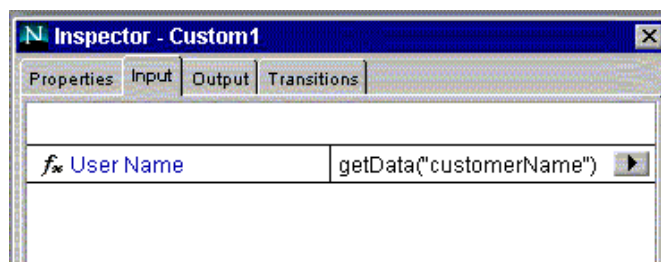 N Inspector - Custom1
Properties Input Output Transitions
fx User Name getData("customerName")